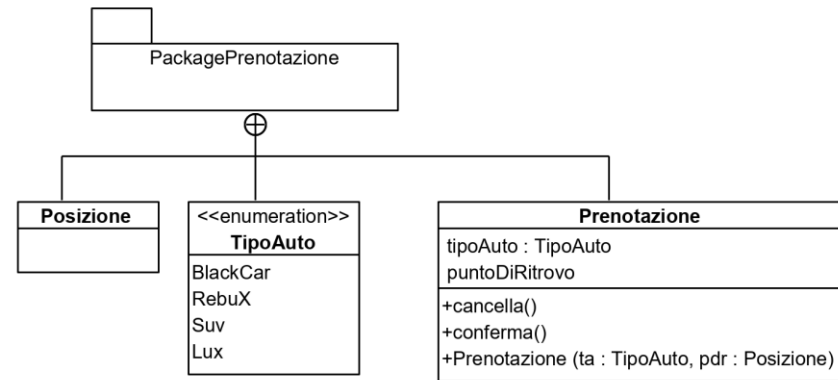 PackagePrenotazione
Posizione
<<enumeration>>
TipoAuto
BlackCar
RebuX
Suv
Lux
Prenotazione
tipoAuto : TipoAuto
puntoDiRitrovo
+cancella()
+conferma()
+Prenotazione (ta : TipoAuto, pdr : Posizione)